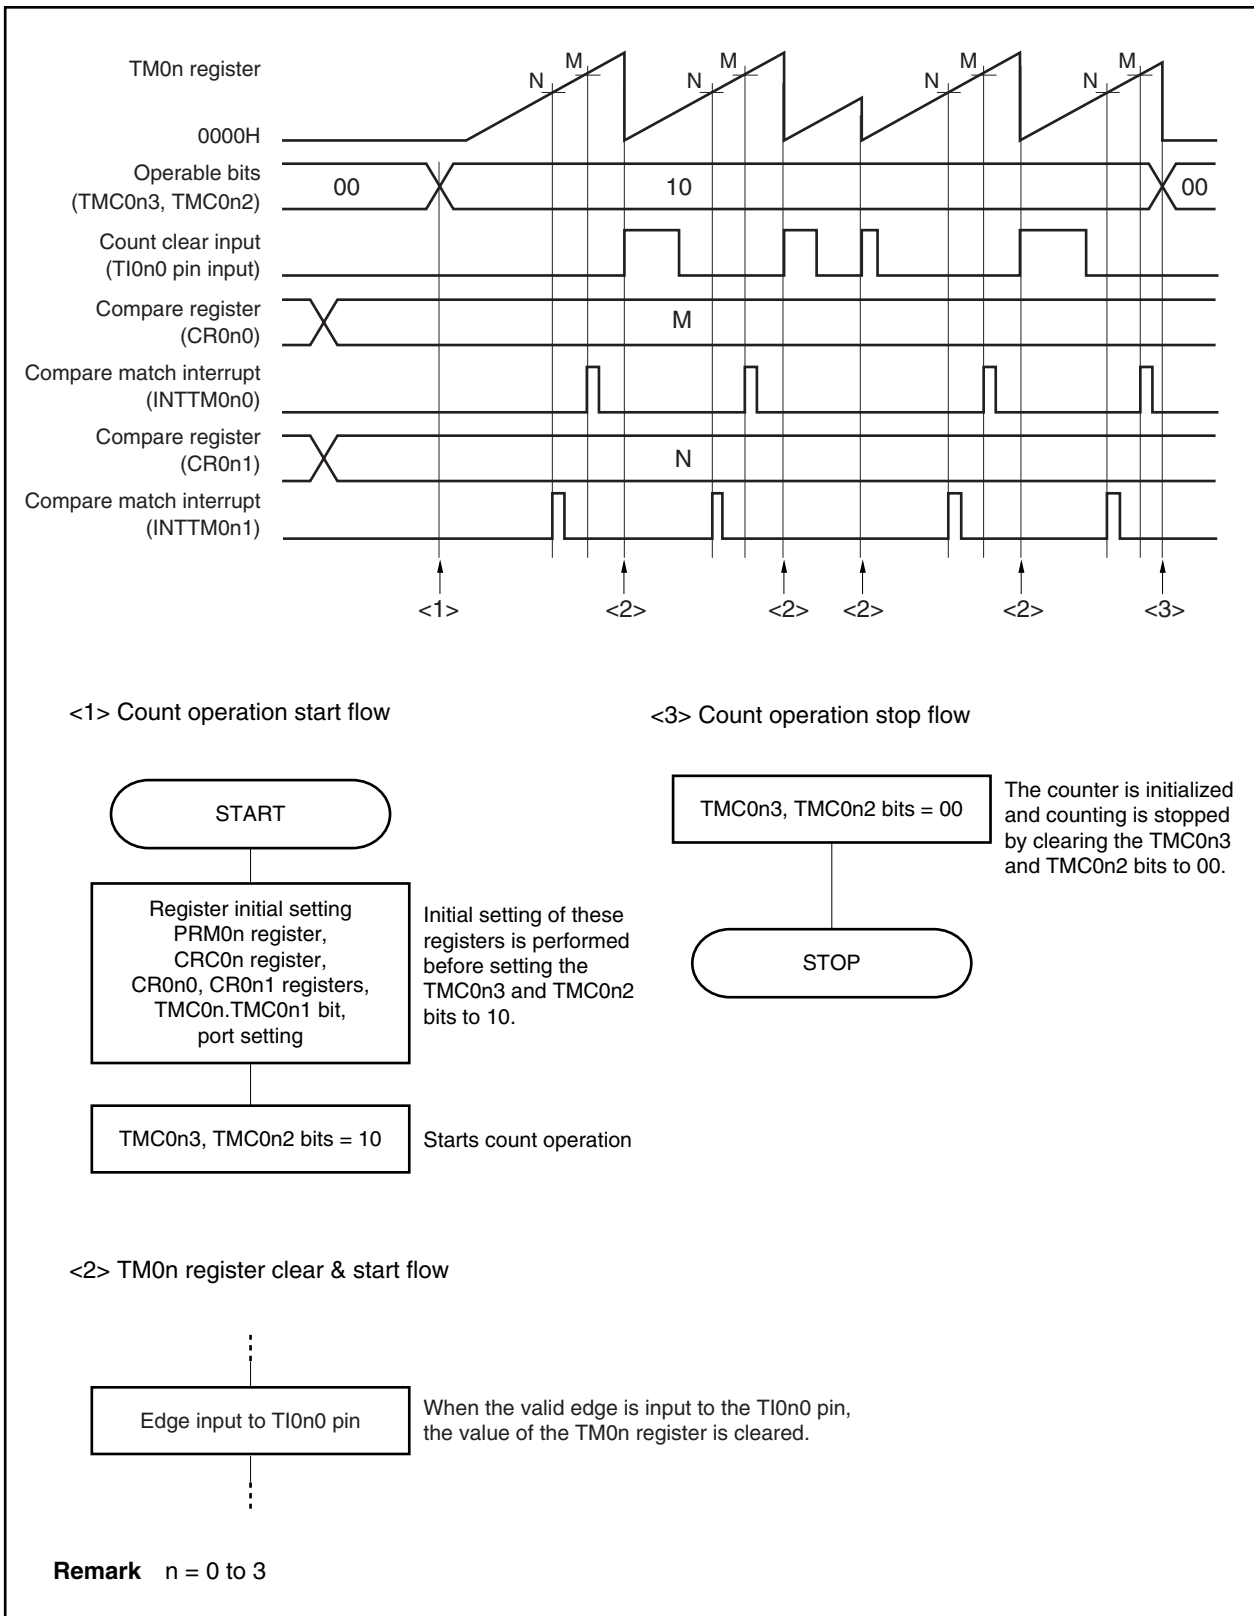 TM0n register
N
M
N
M
N
M
N
M
0000H
Operable bits
(TMC0n3, TMC0n2)
00
10
00
Count clear input
(TI0n0 pin input)
Compare register
(CR0n0)
M
Compare match interrupt
(INTTM0n0)
Compare register
(CR0n1)
N
Compare match interrupt
(INTTM0n1)
<1>
<2>
<2>
<2>
<2>
<3>
<1> Count operation start flow
START
Register initial setting
PRM0n register,
CRC0n register,
CR0n0, CR0n1 registers,
TMC0n.TMC0n1 bit,
port setting
Initial setting of these
registers is performed
before setting the
TMC0n3 and TMC0n2
bits to 10.
TMC0n3, TMC0n2 bits = 10
Starts count operation
<3> Count operation stop flow
TMC0n3, TMC0n2 bits = 00
The counter is initialized
and counting is stopped
by clearing the TMC0n3
and TMC0n2 bits to 00.
STOP
<2> TM0n register clear & start flow
Edge input to TI0n0 pin
When the valid edge is input to the TI0n0 pin,
the value of the TM0n register is cleared.
Remark n = 0 to 3